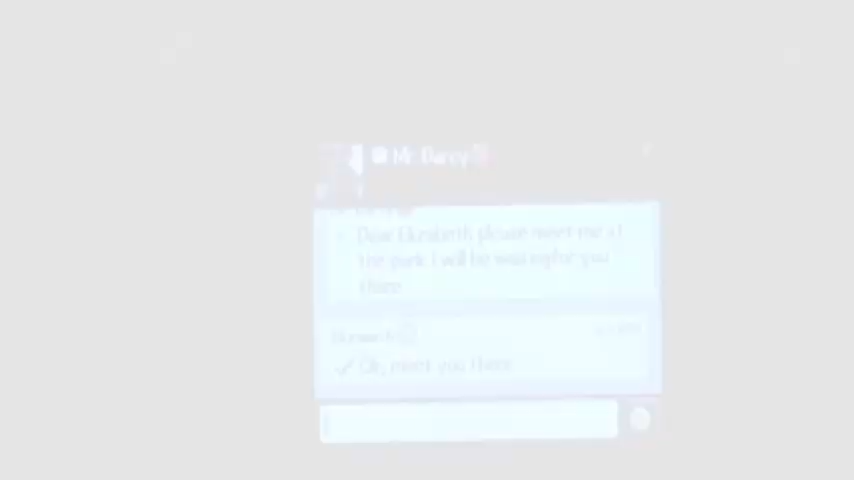 Mr. Darcy
Dear Elizabeth please meet me at
the park I will be waiting for you
there
Ok, meet you there